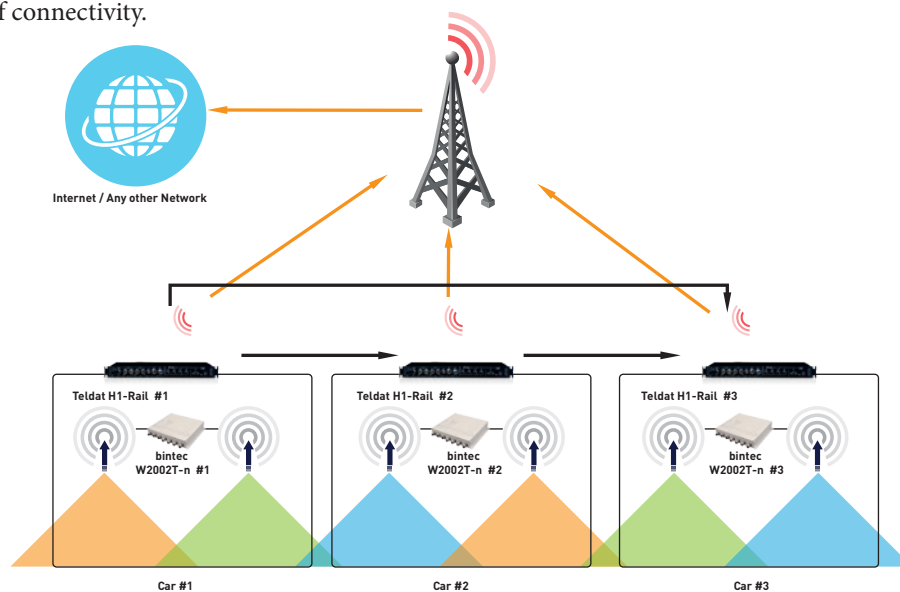 f connectivity.
Internet / Any other Network
Teldat H1-Rail #1
Teldat H1-Rail #2
Teldat H1-Rail #3
bintec
W2002T-n #1
bintec
W2002T-n #2
bintec
W2002T-n #3
Car #1
Car #2
Car #3